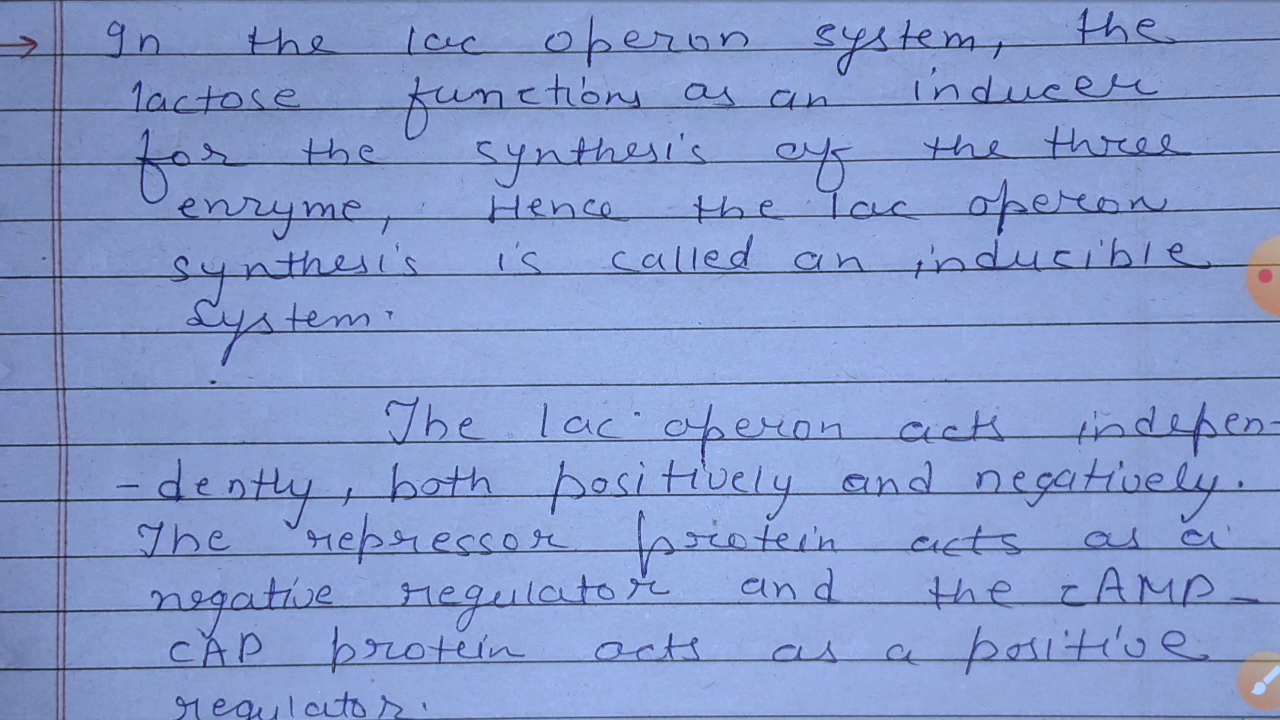 → In the lac operon system, the
lactose functions as an inducer
for the synthesis of the three
enzyme, Hence the lac operon
synthesis is called an inducible
system.
The lac operon acts indepen-
-dently, both positively and negatively.
The repressor protein acts as a
negative regulator and the cAMP-
CAP protein acts as a positive
regulator.